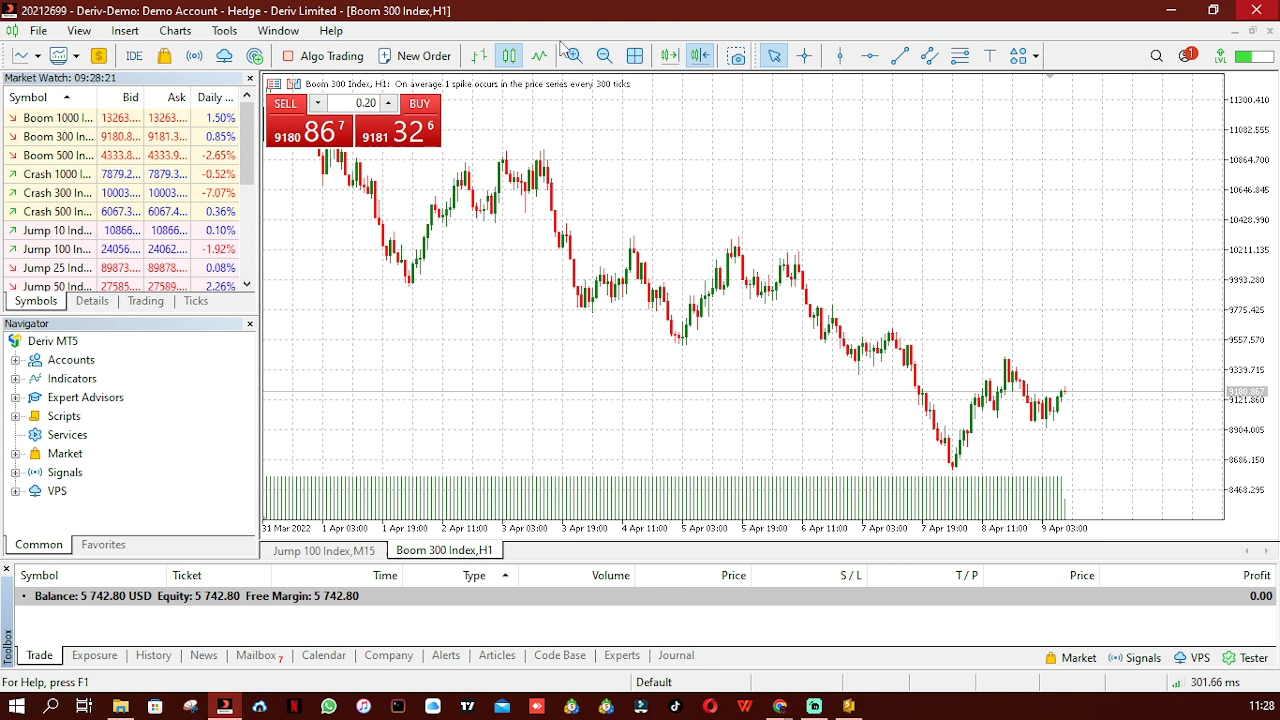 20212699 - Deriv-Demo: Demo Account - Hedge - Deriv Limited - [Boom 300 Index,H1]
File View Insert Charts Tools Window Help
IDE Algo Trading New Order 1 LVL
Market Watch: 09:28:21
Symbol Bid Ask Daily ...
Boom 1000 I... 13263.... 13263.... 1.50%
Boom 300 In... 9180.8... 9181.3... 0.85%
Boom 500 In... 4333.8... 4333.9... -2.65%
Crash 1000 I... 7879.2... 7879.3... -0.52%
Crash 300 In... 10003.... 10003.... -7.07%
Crash 500 In... 6067.3... 6067.4... 0.36%
Jump 10 Ind... 10866... 10866... 0.10%
Jump 100 In... 24056.... 24062.... -1.92%
Jump 25 Ind... 89873.... 89878.... 0.08%
Jump 50 Ind... 27585.... 27589.... 2.26%
Symbols Details Trading Ticks
Navigator
Deriv MT5
Accounts
Indicators
Expert Advisors
Scripts
Services
Market
Signals
VPS
Common Favorites
Boom 300 Index, H1: On average 1 spike occurs in the price series every 300 ticks
SELL 0.20 BUY
9180 86 7 9181 32 6
11300.410
11082.555
10864.700
10646.845
10428.990
10211.135
9993.280
9775.425
9557.570
9339.715
9180.867
9121.860
8904.005
8686.150
8468.295
31 Mar 2022 1 Apr 03:00 1 Apr 19:00 2 Apr 11:00 3 Apr 03:00 3 Apr 19:00 4 Apr 11:00 5 Apr 03:00 5 Apr 19:00 6 Apr 11:00 7 Apr 03:00 7 Apr 19:00 8 Apr 11:00 9 Apr 03:00
Jump 100 Index,M15 Boom 300 Index,H1
Symbol Ticket Time Type Volume Price S / L T / P Price Profit
Balance: 5 742.80 USD Equity: 5 742.80 Free Margin: 5 742.80 0.00
Toolbox
Trade Exposure History News Mailbox 7 Calendar Company Alerts Articles Code Base Experts Journal Market Signals VPS Tester
For Help, press F1 Default 301.66 ms
11:28